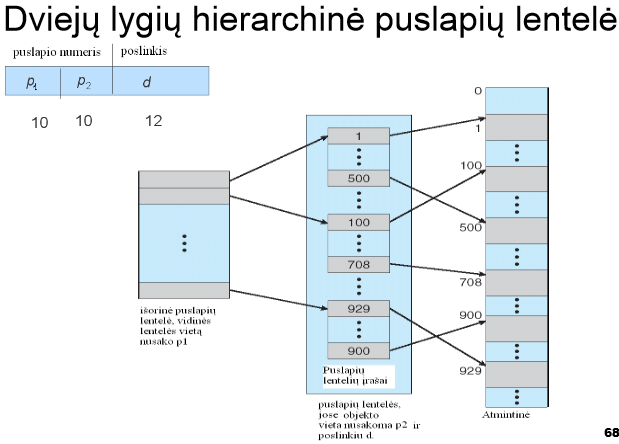 Dviejų lygių hierarchinė puslapių lentelė
puslapio numeris
poslinkis
p1
p2
d
10
10
12
0
1
100
500
708
900
929
1
500
100
708
929
900
išorinė puslapių
lentelė, vidinės
lentelės vietą
nusako p1
Puslapių
lentelių įrašai
puslapių lentelės,
jose objekto
vieta nusakoma p2 ir
poslinkiu d.
Atmintinė
68